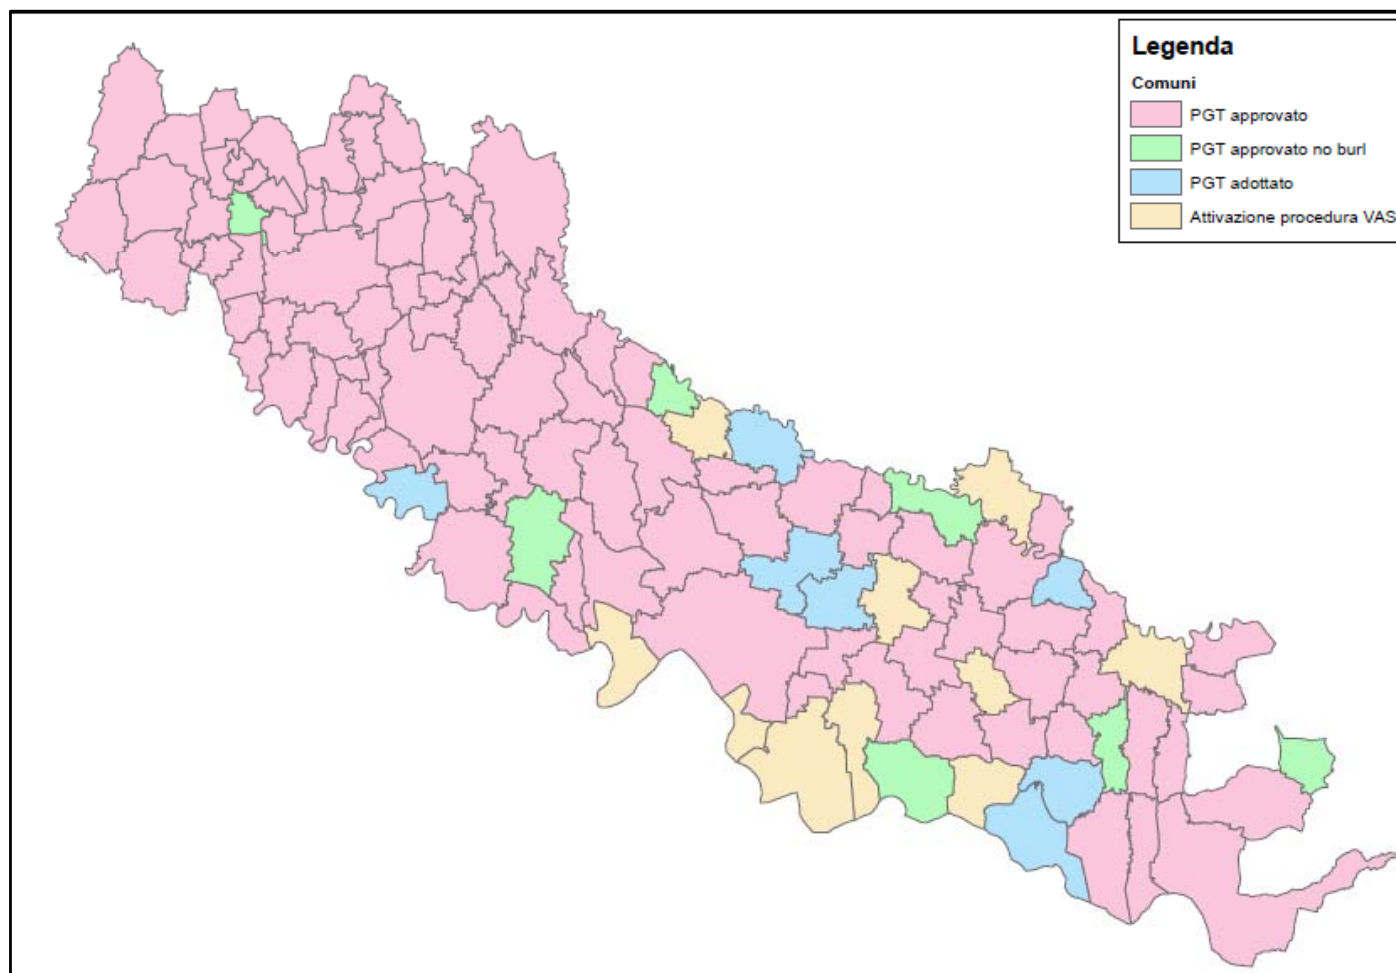 Legenda
Comuni
PGT approvato
PGT approvato no burl
PGT adottato
Attivazione procedura VAS